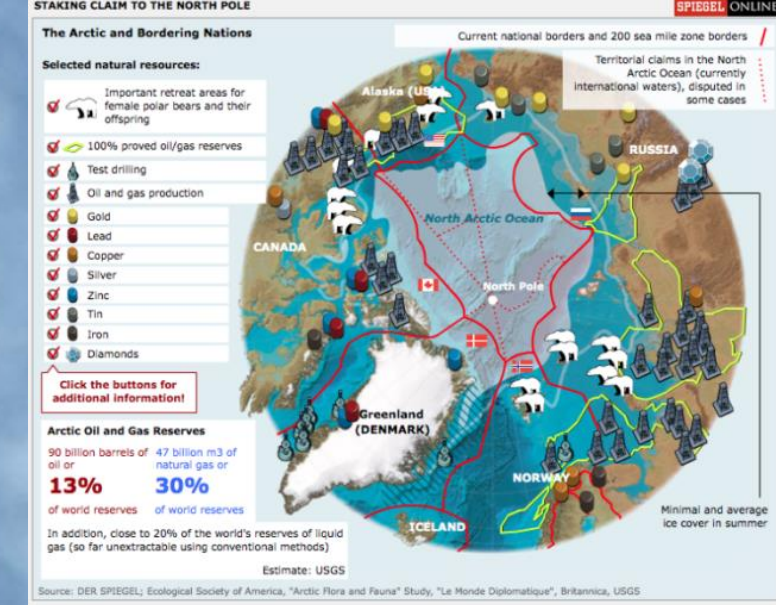 STAKING CLAIM TO THE NORTH POLE
SPIEGEL ONLINE
The Arctic and Bordering Nations
Current national borders and 200 sea mile zone borders
Selected natural resources:
Territorial claims in the North
Arctic Ocean (currently
international waters), disputed in
some cases
Important retreat areas for
female polar bears and their
offspring
100% proved oil/gas reserves
Test drilling
Oil and gas production
Gold
Lead
Copper
Silver
Zinc
Tin
Iron
Diamonds
Click the buttons for
additional information!
Arctic Oil and Gas Reserves
90 billion barrels of
oil or
13%
of world reserves
47 billion m3 of
natural gas or
30%
of world reserves
In addition, close to 20% of the world's reserves of liquid
gas (so far unextractable using conventional methods)
Estimate: USGS
Alaska (USA)
RUSSIA
CANADA
North Arctic Ocean
North Pole
Greenland
(DENMARK)
NORWAY
ICELAND
Minimal and average
ice cover in summer
Source: DER SPIEGEL; Ecological Society of America, "Arctic Flora and Fauna" Study, "Le Monde Diplomatique", Britannica, USGS